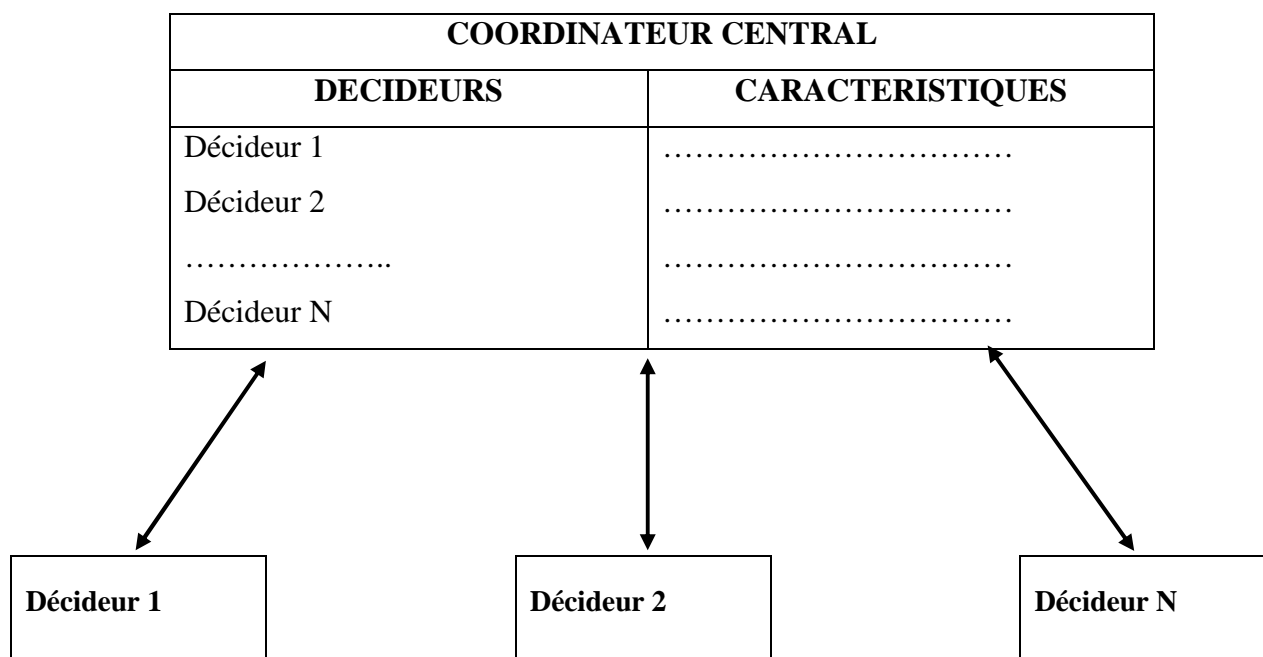 COORDINATEUR CENTRAL
DECIDEURS CARACTERISTIQUES
Décideur 1 ……………………………
Décideur 2 ……………………………
……………….. ……………………………
Décideur N ……………………………
Décideur 1 Décideur 2 Décideur N